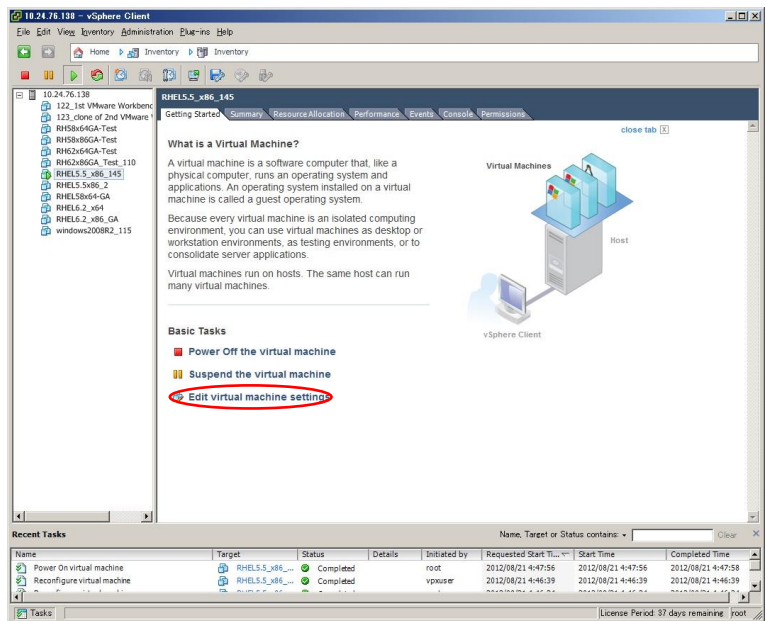 10.24.76.138 - vSphere Client
File Edit View Inventory Administration Plug-ins Help
Home Inventory Inventory
10.24.76.138
122_1st VMware Workbenc
123_clone of 2nd VMware
RH58x64GA-Test
RH58x86GA-Test
RH62x64GA-Test
RH62x86GA_Test_110
RHEL5.5_x86_145
RHEL5.5x86_2
RHEL58x64-GA
RHEL6.2_x64
RHEL6.2_x86_GA
windows2008R2_115
RHEL5.5_x86_145
Getting Started Summary Resource Allocation Performance Events Console Permissions
close tab X
What is a Virtual Machine?
A virtual machine is a software computer that, like a
physical computer, runs an operating system and
applications. An operating system installed on a virtual
machine is called a guest operating system.
Because every virtual machine is an isolated computing
environment, you can use virtual machines as desktop or
workstation environments, as testing environments, or to
consolidate server applications.
Virtual machines run on hosts. The same host can run
many virtual machines.
Virtual Machines
Host
vSphere Client
Basic Tasks
Power Off the virtual machine
Suspend the virtual machine
Edit virtual machine settings
Recent Tasks
Name, Target or Status contains:
Clear
Name Target Status Details Initiated by Requested Start Ti... Start Time Completed Time
Power On virtual machine RHEL5.5_x86_... Completed root 2012/08/21 4:47:56 2012/08/21 4:47:56 2012/08/21 4:47:58
Reconfigure virtual machine RHEL5.5_x86_... Completed vpxuser 2012/08/21 4:46:39 2012/08/21 4:46:39 2012/08/21 4:46:39
Tasks
License Period: 37 days remaining root